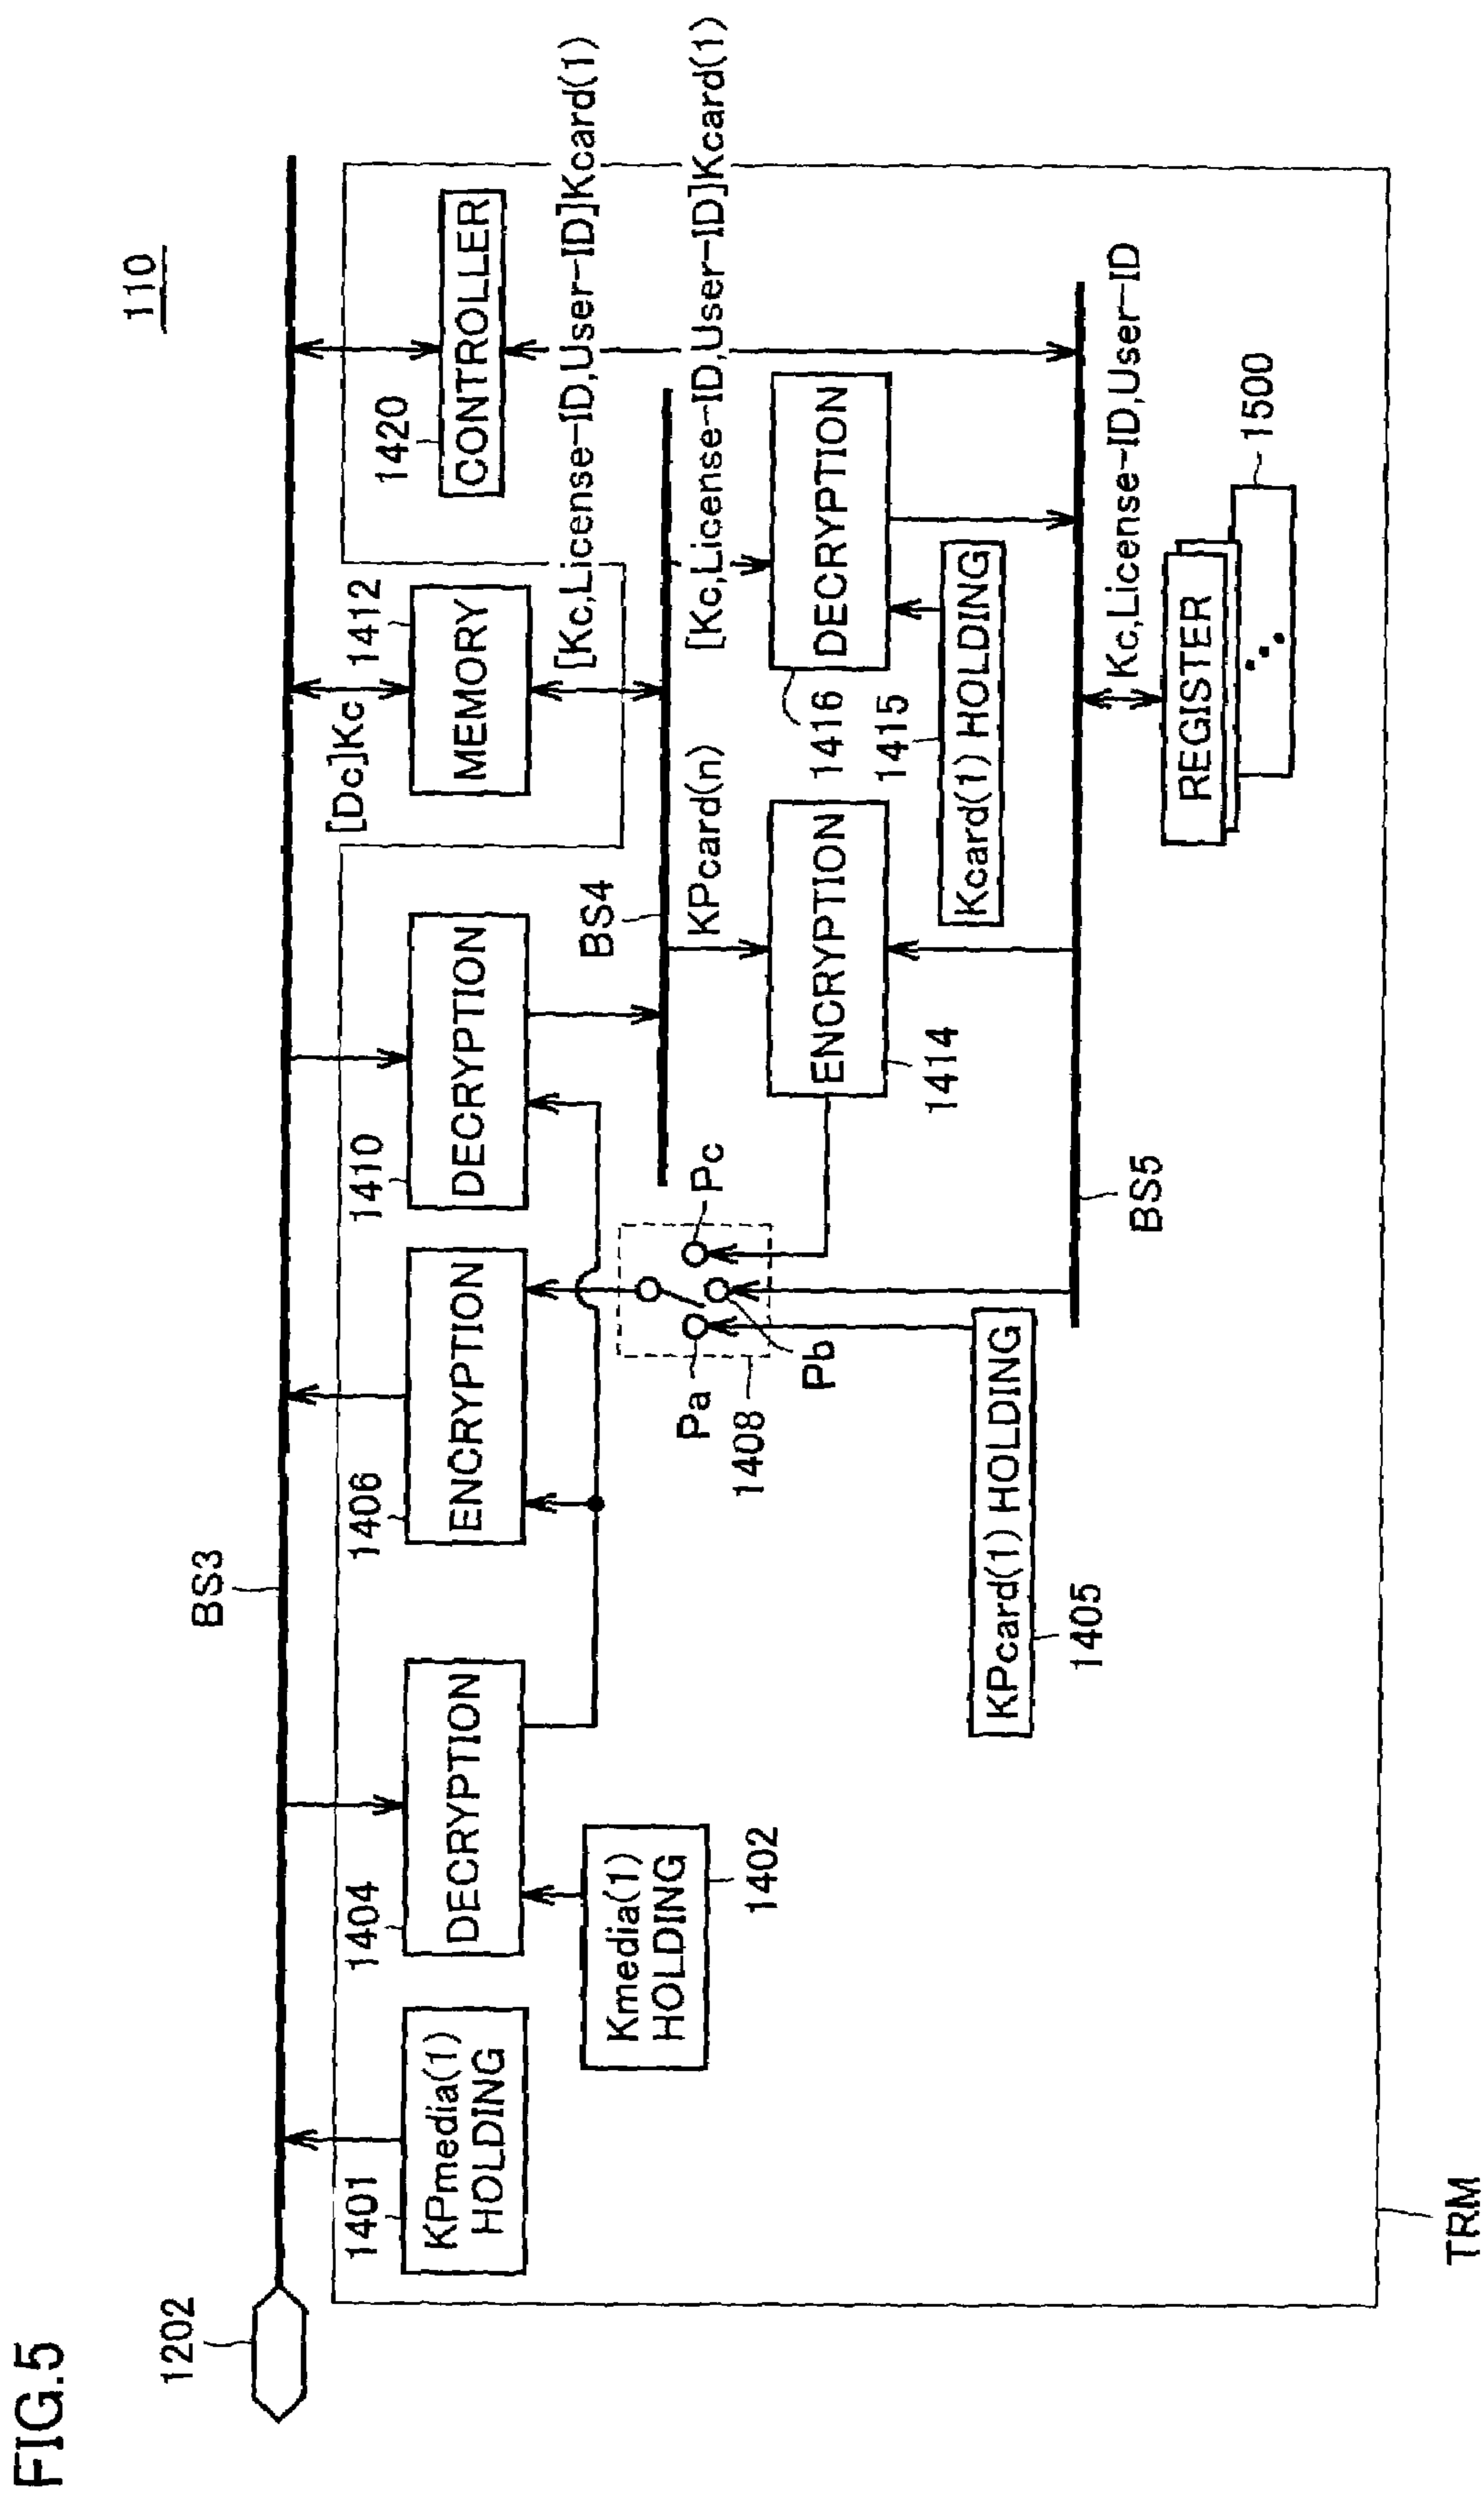 FIG.5
110
1202
BS3
1401
KPmedia(1)
HOLDING
1404
DECRYPTION
1406
ENCRYPTION
1410
DECRYPTION
[Dc]Kc
1412
MEMORY
1420
CONTROLLER
Kmedia(1)
HOLDING
1402
BS4
[Kc,License-ID,User-ID]Kcard(1)
Pa
1408
Pb
Pc
KPcard(n)
[Kc,License-ID,User-ID]Kcard(1)
ENCRYPTION
1414
DECRYPTION
1416
1415
Kcard(1) HOLDING
KPcard(1) HOLDING
1405
BS5
Kc,License-ID,User-ID
REGISTER
1500
TRM